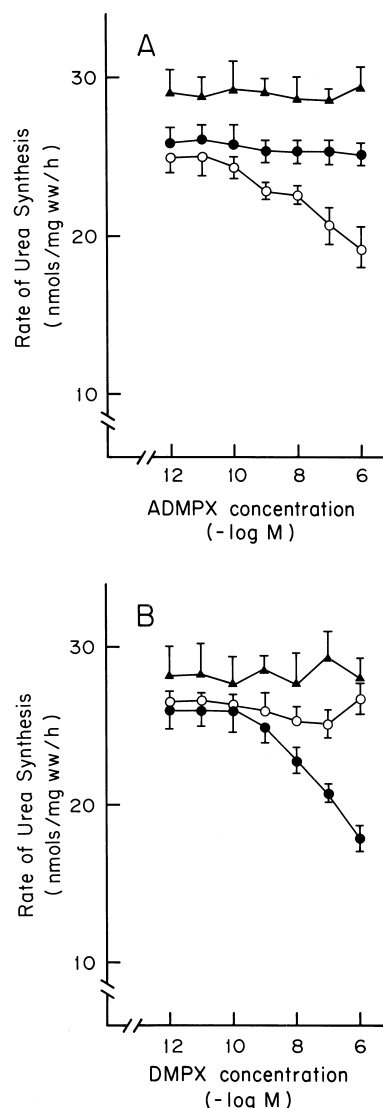 A
30
20
10
Rate of Urea Synthesis
(nmols/mg ww/h)
12 10 8 6
ADMPX concentration
(-log M)
B
30
20
10
Rate of Urea Synthesis
(nmols/mg ww/h)
12 10 8 6
DMPX concentration
(-log M)